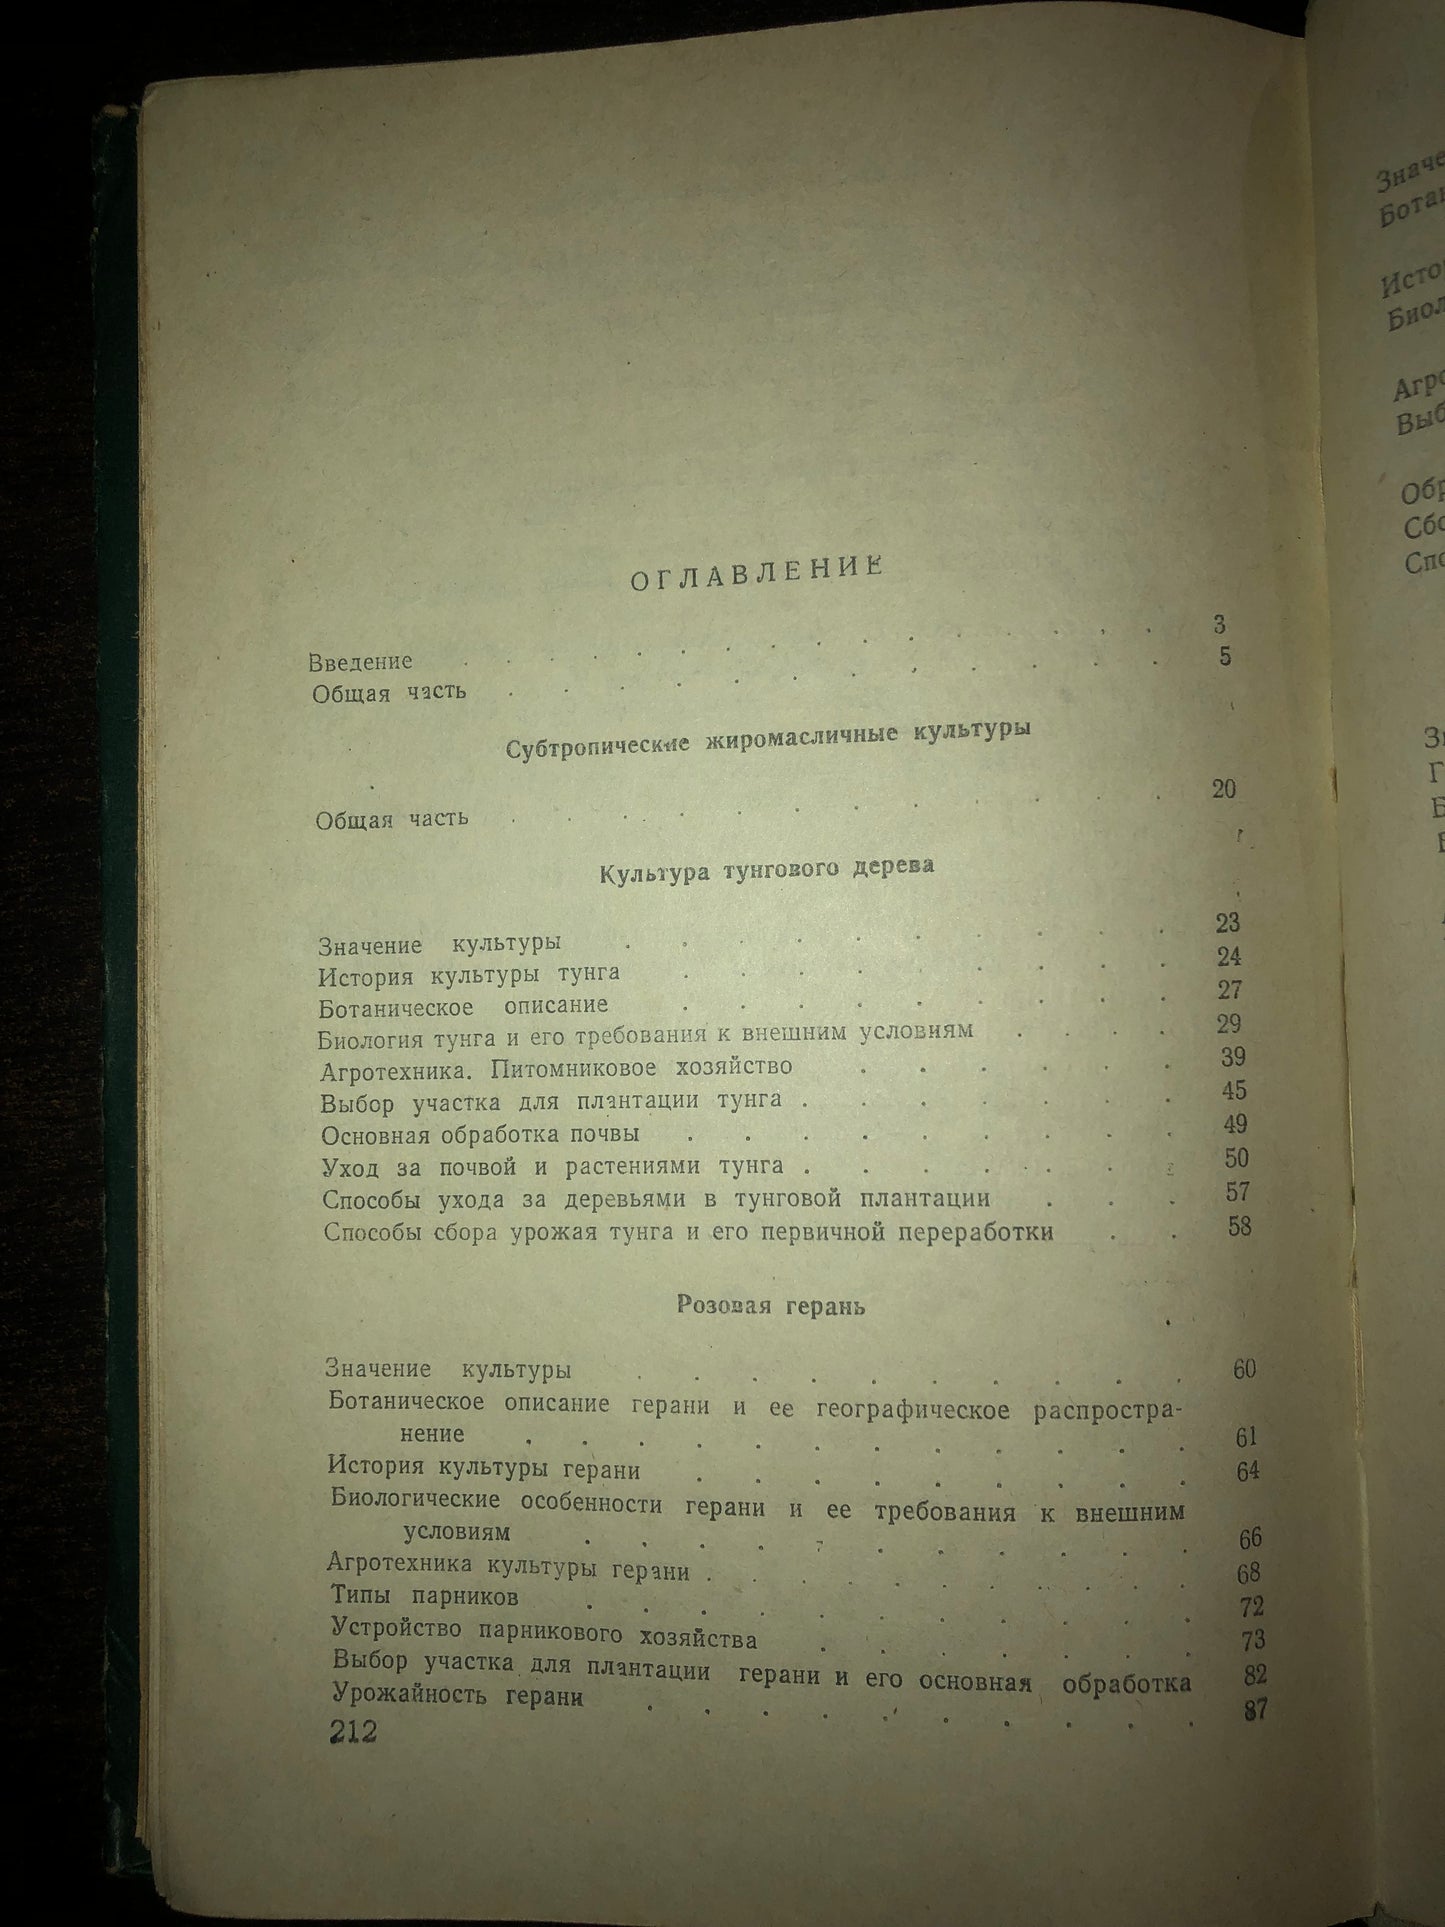 ОГЛАВЛЕНИЕ
Введение . . . . . . . . . . . . . . . 3
Общая часть . . . . . . . . . . . . 5
Субтропические жиромасличные культуры
Общая часть . . . . . . . . . . 20
Культура тунгового дерева
Значение культуры . . . . . . . . . . 23
История культуры тунга . . . . . . . . . 24
Ботаническое описание . . . . . . . . . 27
Биология тунга и его требования к внешним условиям . . . . 29
Агротехника. Питомниковое хозяйство . . . . . . 39
Выбор участка для плантации тунга . . . . . . . 45
Основная обработка почвы . . . . . . . . . 49
Уход за почвой и растениями тунга . . . . . . . 50
Способы ухода за деревьями в тунговой плантации . . . 57
Способы сбора урожая тунга и его первичной переработки . . 58
Розовая герань
Значение культуры . . . . . . . . . . 60
Ботаническое описание герани и ее географическое распростра-
нение . . . . . . . . . . . . 61
История культуры герани . . . . . . . . . 64
Биологические особенности герани и ее требования к внешним
условиям . . . . . . . . . . . 66
Агротехника культуры герани . . . . . . . . . 68
Типы парников . . . . . . . . . . . 72
Устройство парникового хозяйства . . . . . . . 73
Выбор участка для плантации герани и его основная обработка 82
Урожайность герани . . . . . . . . . . 87
212